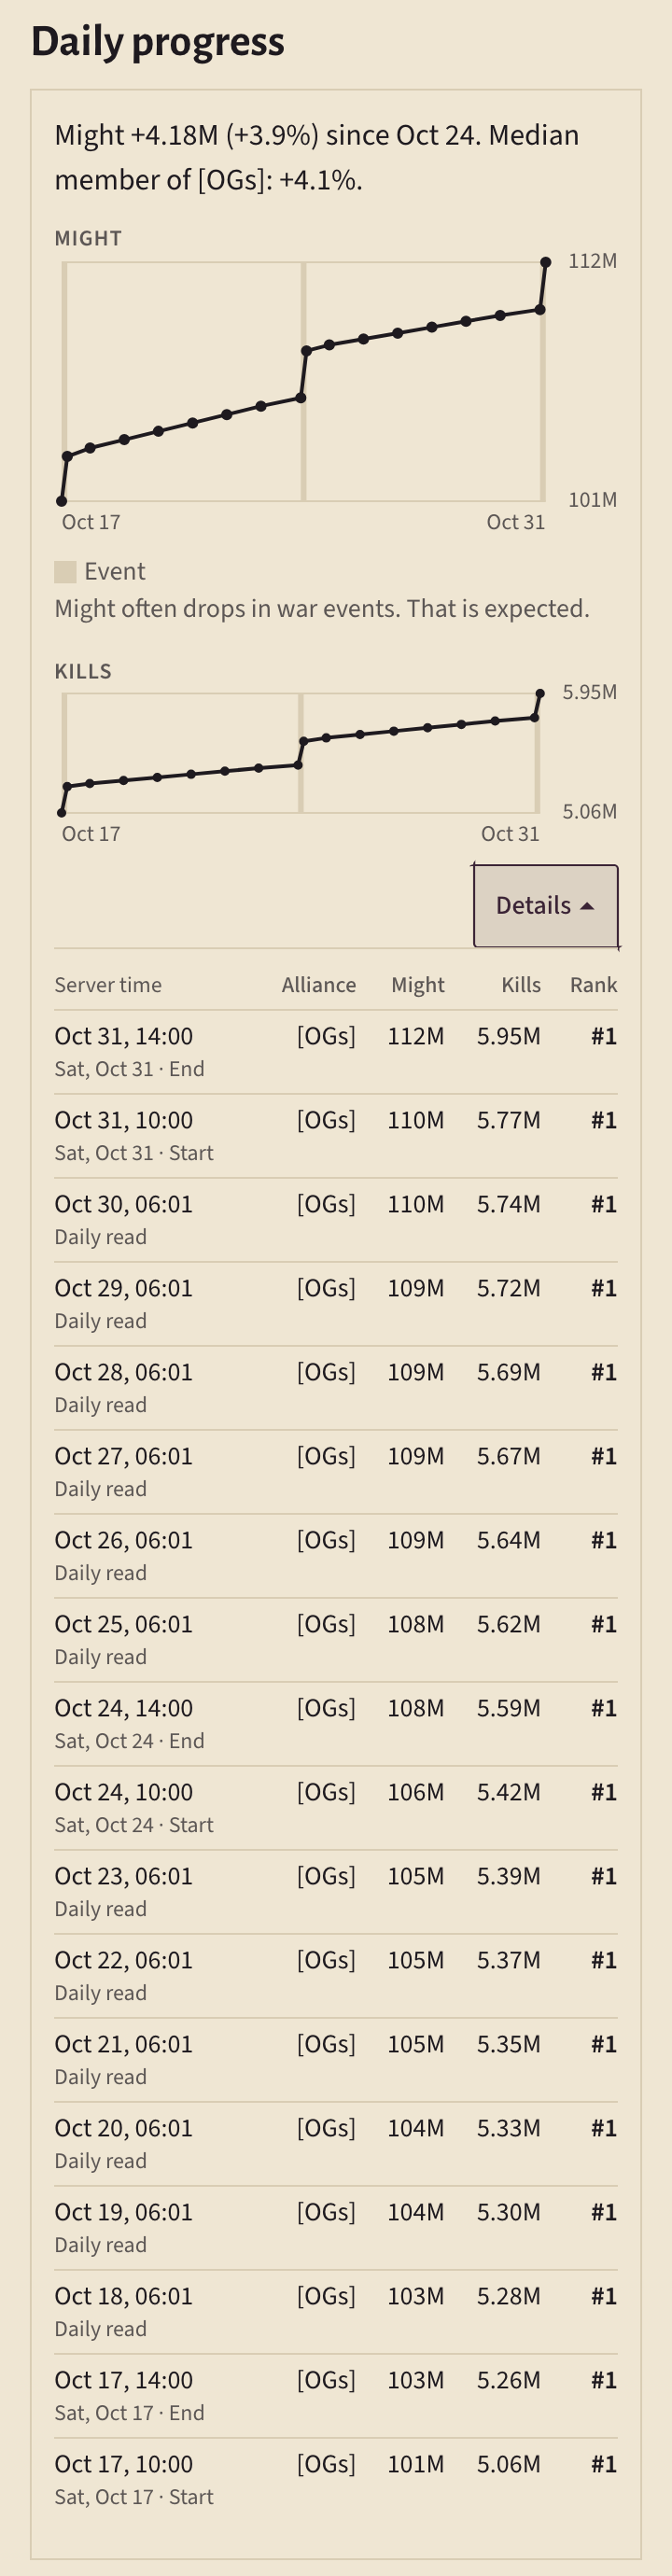 Daily progress
Might +4.18M (+3.9%) since Oct 24. Median
member of [OGs]: +4.1%.
MIGHT
112M
101M
Oct 17 Oct 31
Event
Might often drops in war events. That is expected.
KILLS
5.95M
5.06M
Oct 17 Oct 31
Details
Server time Alliance Might Kills Rank
Oct 31, 14:00 [OGs] 112M 5.95M #1
Sat, Oct 31 · End
Oct 31, 10:00 [OGs] 110M 5.77M #1
Sat, Oct 31 · Start
Oct 30, 06:01 [OGs] 110M 5.74M #1
Daily read
Oct 29, 06:01 [OGs] 109M 5.72M #1
Daily read
Oct 28, 06:01 [OGs] 109M 5.69M #1
Daily read
Oct 27, 06:01 [OGs] 109M 5.67M #1
Daily read
Oct 26, 06:01 [OGs] 109M 5.64M #1
Daily read
Oct 25, 06:01 [OGs] 108M 5.62M #1
Daily read
Oct 24, 14:00 [OGs] 108M 5.59M #1
Sat, Oct 24 · End
Oct 24, 10:00 [OGs] 106M 5.42M #1
Sat, Oct 24 · Start
Oct 23, 06:01 [OGs] 105M 5.39M #1
Daily read
Oct 22, 06:01 [OGs] 105M 5.37M #1
Daily read
Oct 21, 06:01 [OGs] 105M 5.35M #1
Daily read
Oct 20, 06:01 [OGs] 104M 5.33M #1
Daily read
Oct 19, 06:01 [OGs] 104M 5.30M #1
Daily read
Oct 18, 06:01 [OGs] 103M 5.28M #1
Daily read
Oct 17, 14:00 [OGs] 103M 5.26M #1
Sat, Oct 17 · End
Oct 17, 10:00 [OGs] 101M 5.06M #1
Sat, Oct 17 · Start